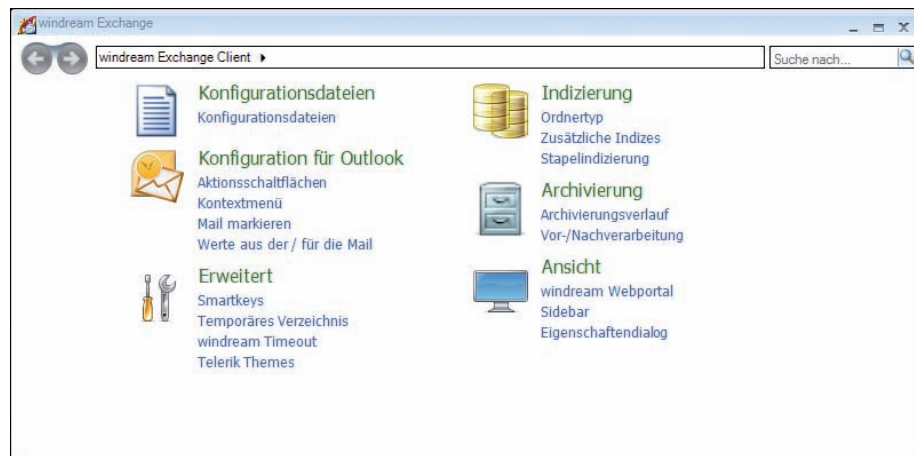 windream Exchange
windream Exchange Client
Suche nach...
Konfigurationsdateien
Konfigurationsdateien
Konfiguration für Outlook
Aktionsschaltflächen
Kontextmenü
Mail markieren
Werte aus der / für die Mail
Erweitert
Smartkeys
Temporäres Verzeichnis
windream Timeout
Telerik Themes
Indizierung
Ordnertyp
Zusätzliche Indizes
Stapelindizierung
Archivierung
Archivierungsverlauf
Vor-/Nachverarbeitung
Ansicht
windream Webportal
Sidebar
Eigenschaftendialog